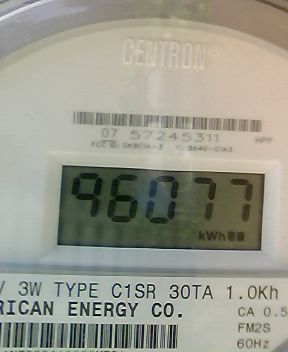 CENTRON®
07 57245311 HPP
96077
kWh
V 3W TYPE C1SR 30TA 1.0Kh
RICAN ENERGY CO.
CA 0.5
FM2S
60Hz